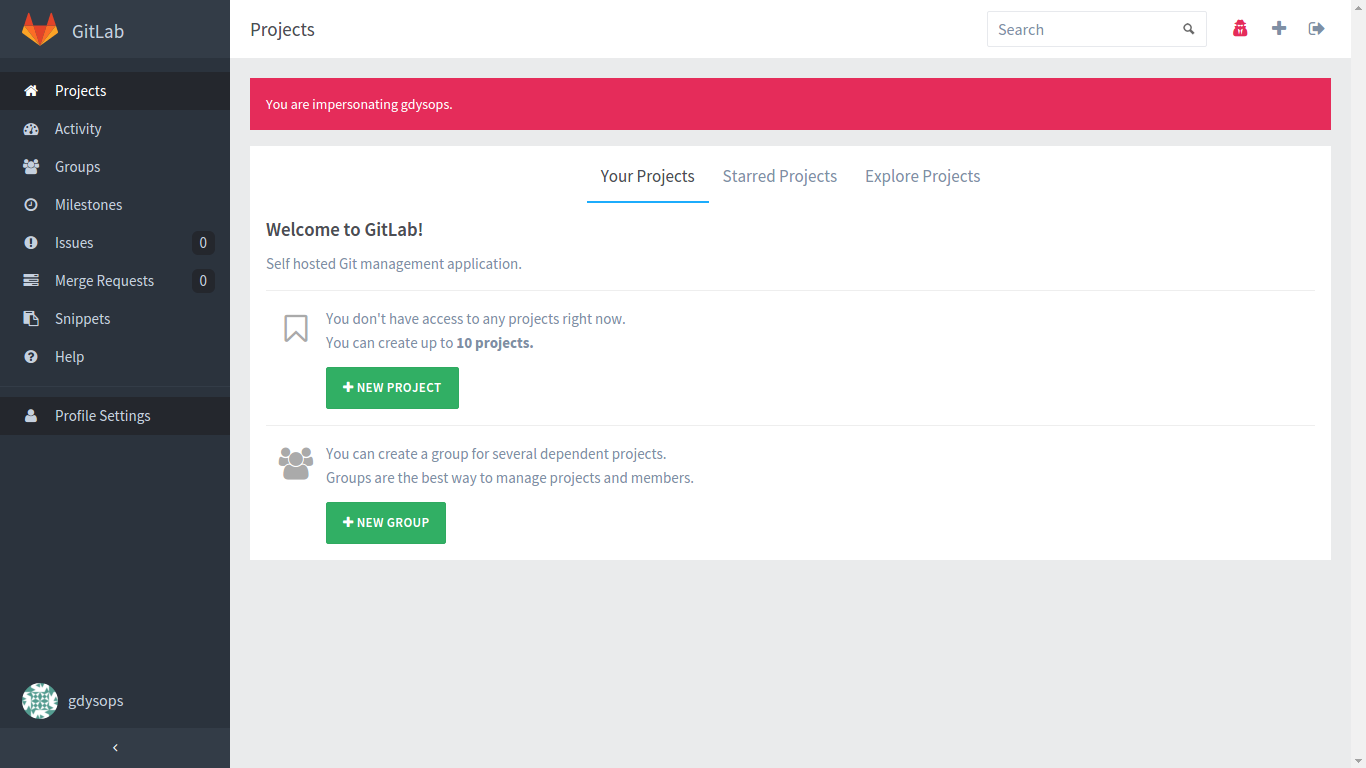 GitLab
Projects
Search
Projects
Activity
Groups
Milestones
Issues 0
Merge Requests 0
Snippets
Help
Profile Settings
gdysops
You are impersonating gdysops.
Your Projects Starred Projects Explore Projects
Welcome to GitLab!
Self hosted Git management application.
You don't have access to any projects right now.
You can create up to 10 projects.
NEW PROJECT
You can create a group for several dependent projects.
Groups are the best way to manage projects and members.
NEW GROUP